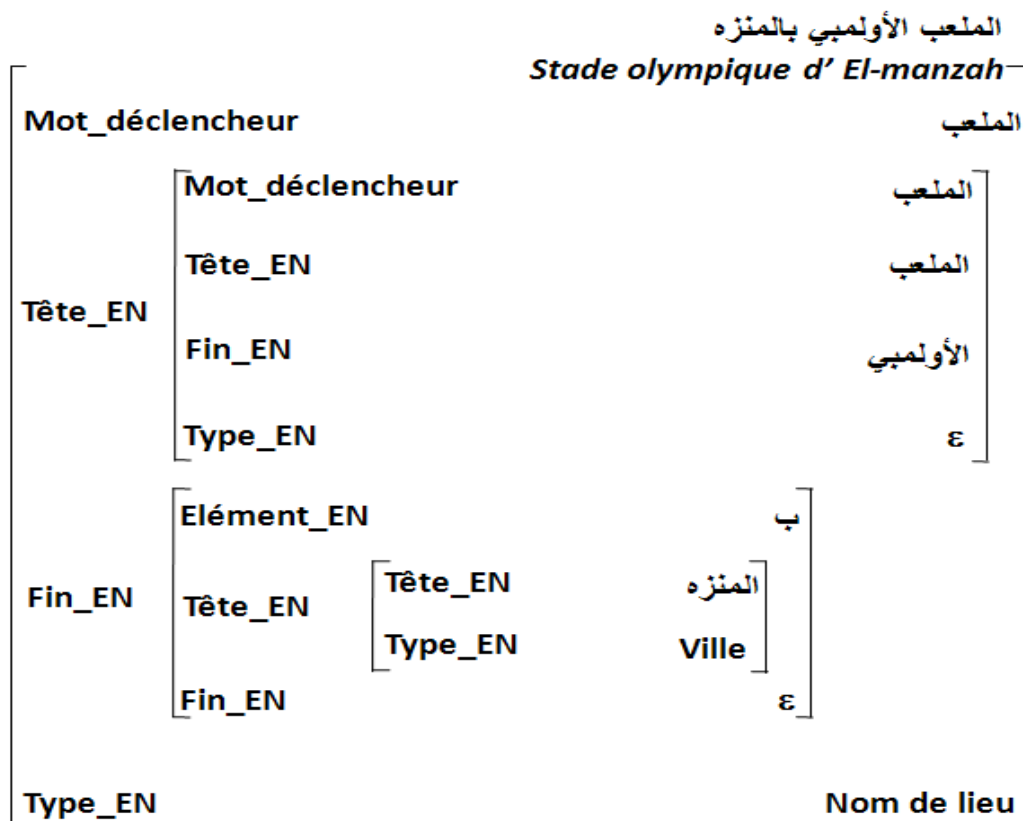 الملعب الأولمبي بالمنزه
Stade olympique d' El-manzah
Mot_déclencheur الملعب
Mot_déclencheur الملعب
Tête_EN الملعب
Tête_EN
Fin_EN الأولمبي
Type_EN ε
Elément_EN ب
Tête_EN المنزه
Fin_EN
Tête_EN
Type_EN Ville
Fin_EN ε
Type_EN Nom de lieu